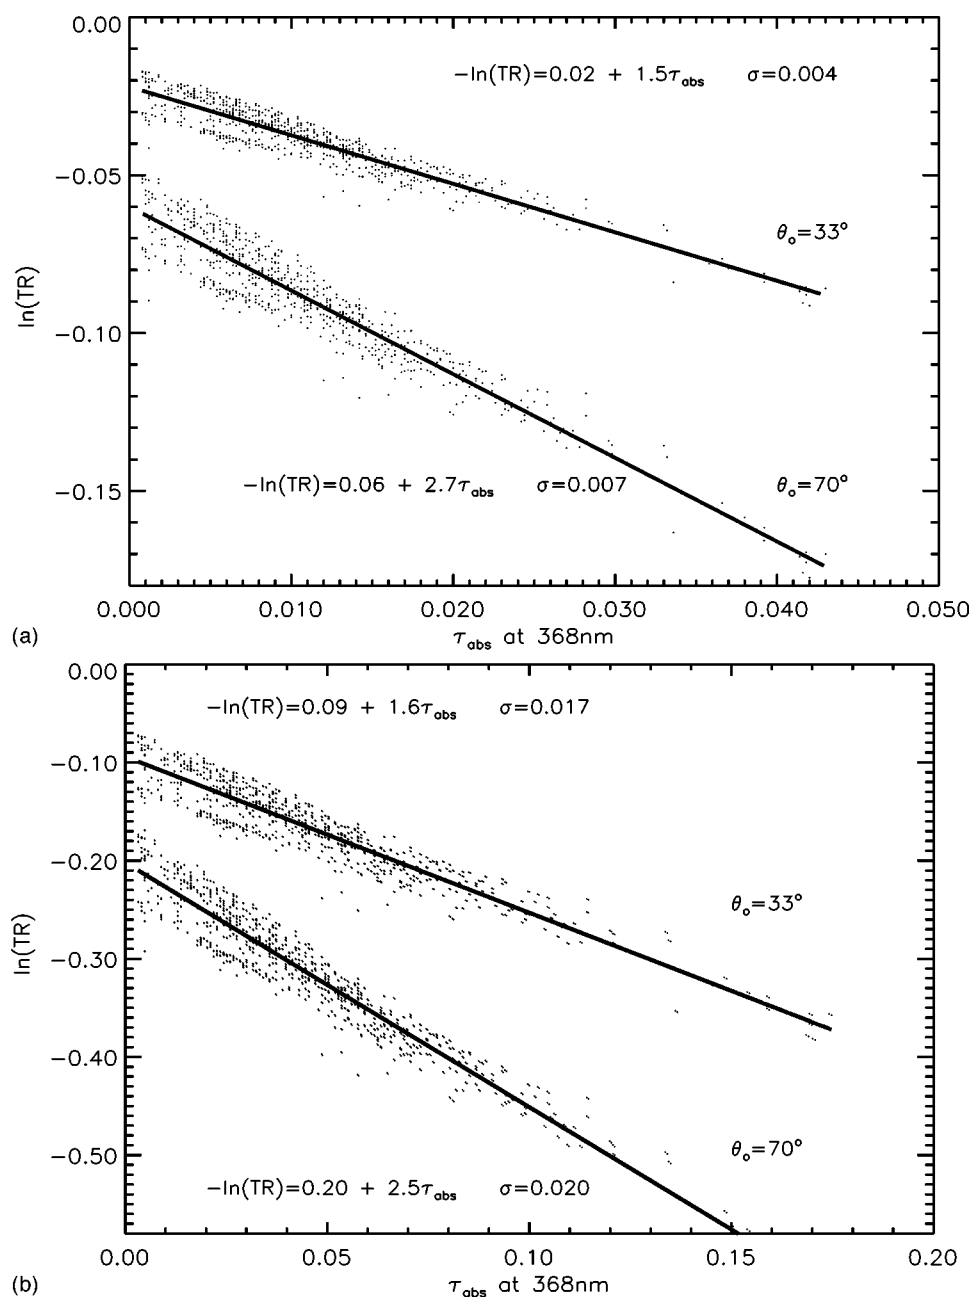 0.00
−ln(TR)=0.02 + 1.5τabs σ=0.004
−0.05
θo=33°
ln(TR)
−0.10
−0.15
−ln(TR)=0.06 + 2.7τabs σ=0.007
θo=70°
0.000 0.010 0.020 0.030 0.040 0.050
(a)
τabs at 368nm
0.00
−ln(TR)=0.09 + 1.6τabs σ=0.017
−0.10
−0.20
θo=33°
ln(TR)
−0.30
−0.40
θo=70°
−0.50
−ln(TR)=0.20 + 2.5τabs σ=0.020
0.00 0.05 0.10 0.15 0.20
(b)
τabs at 368nm